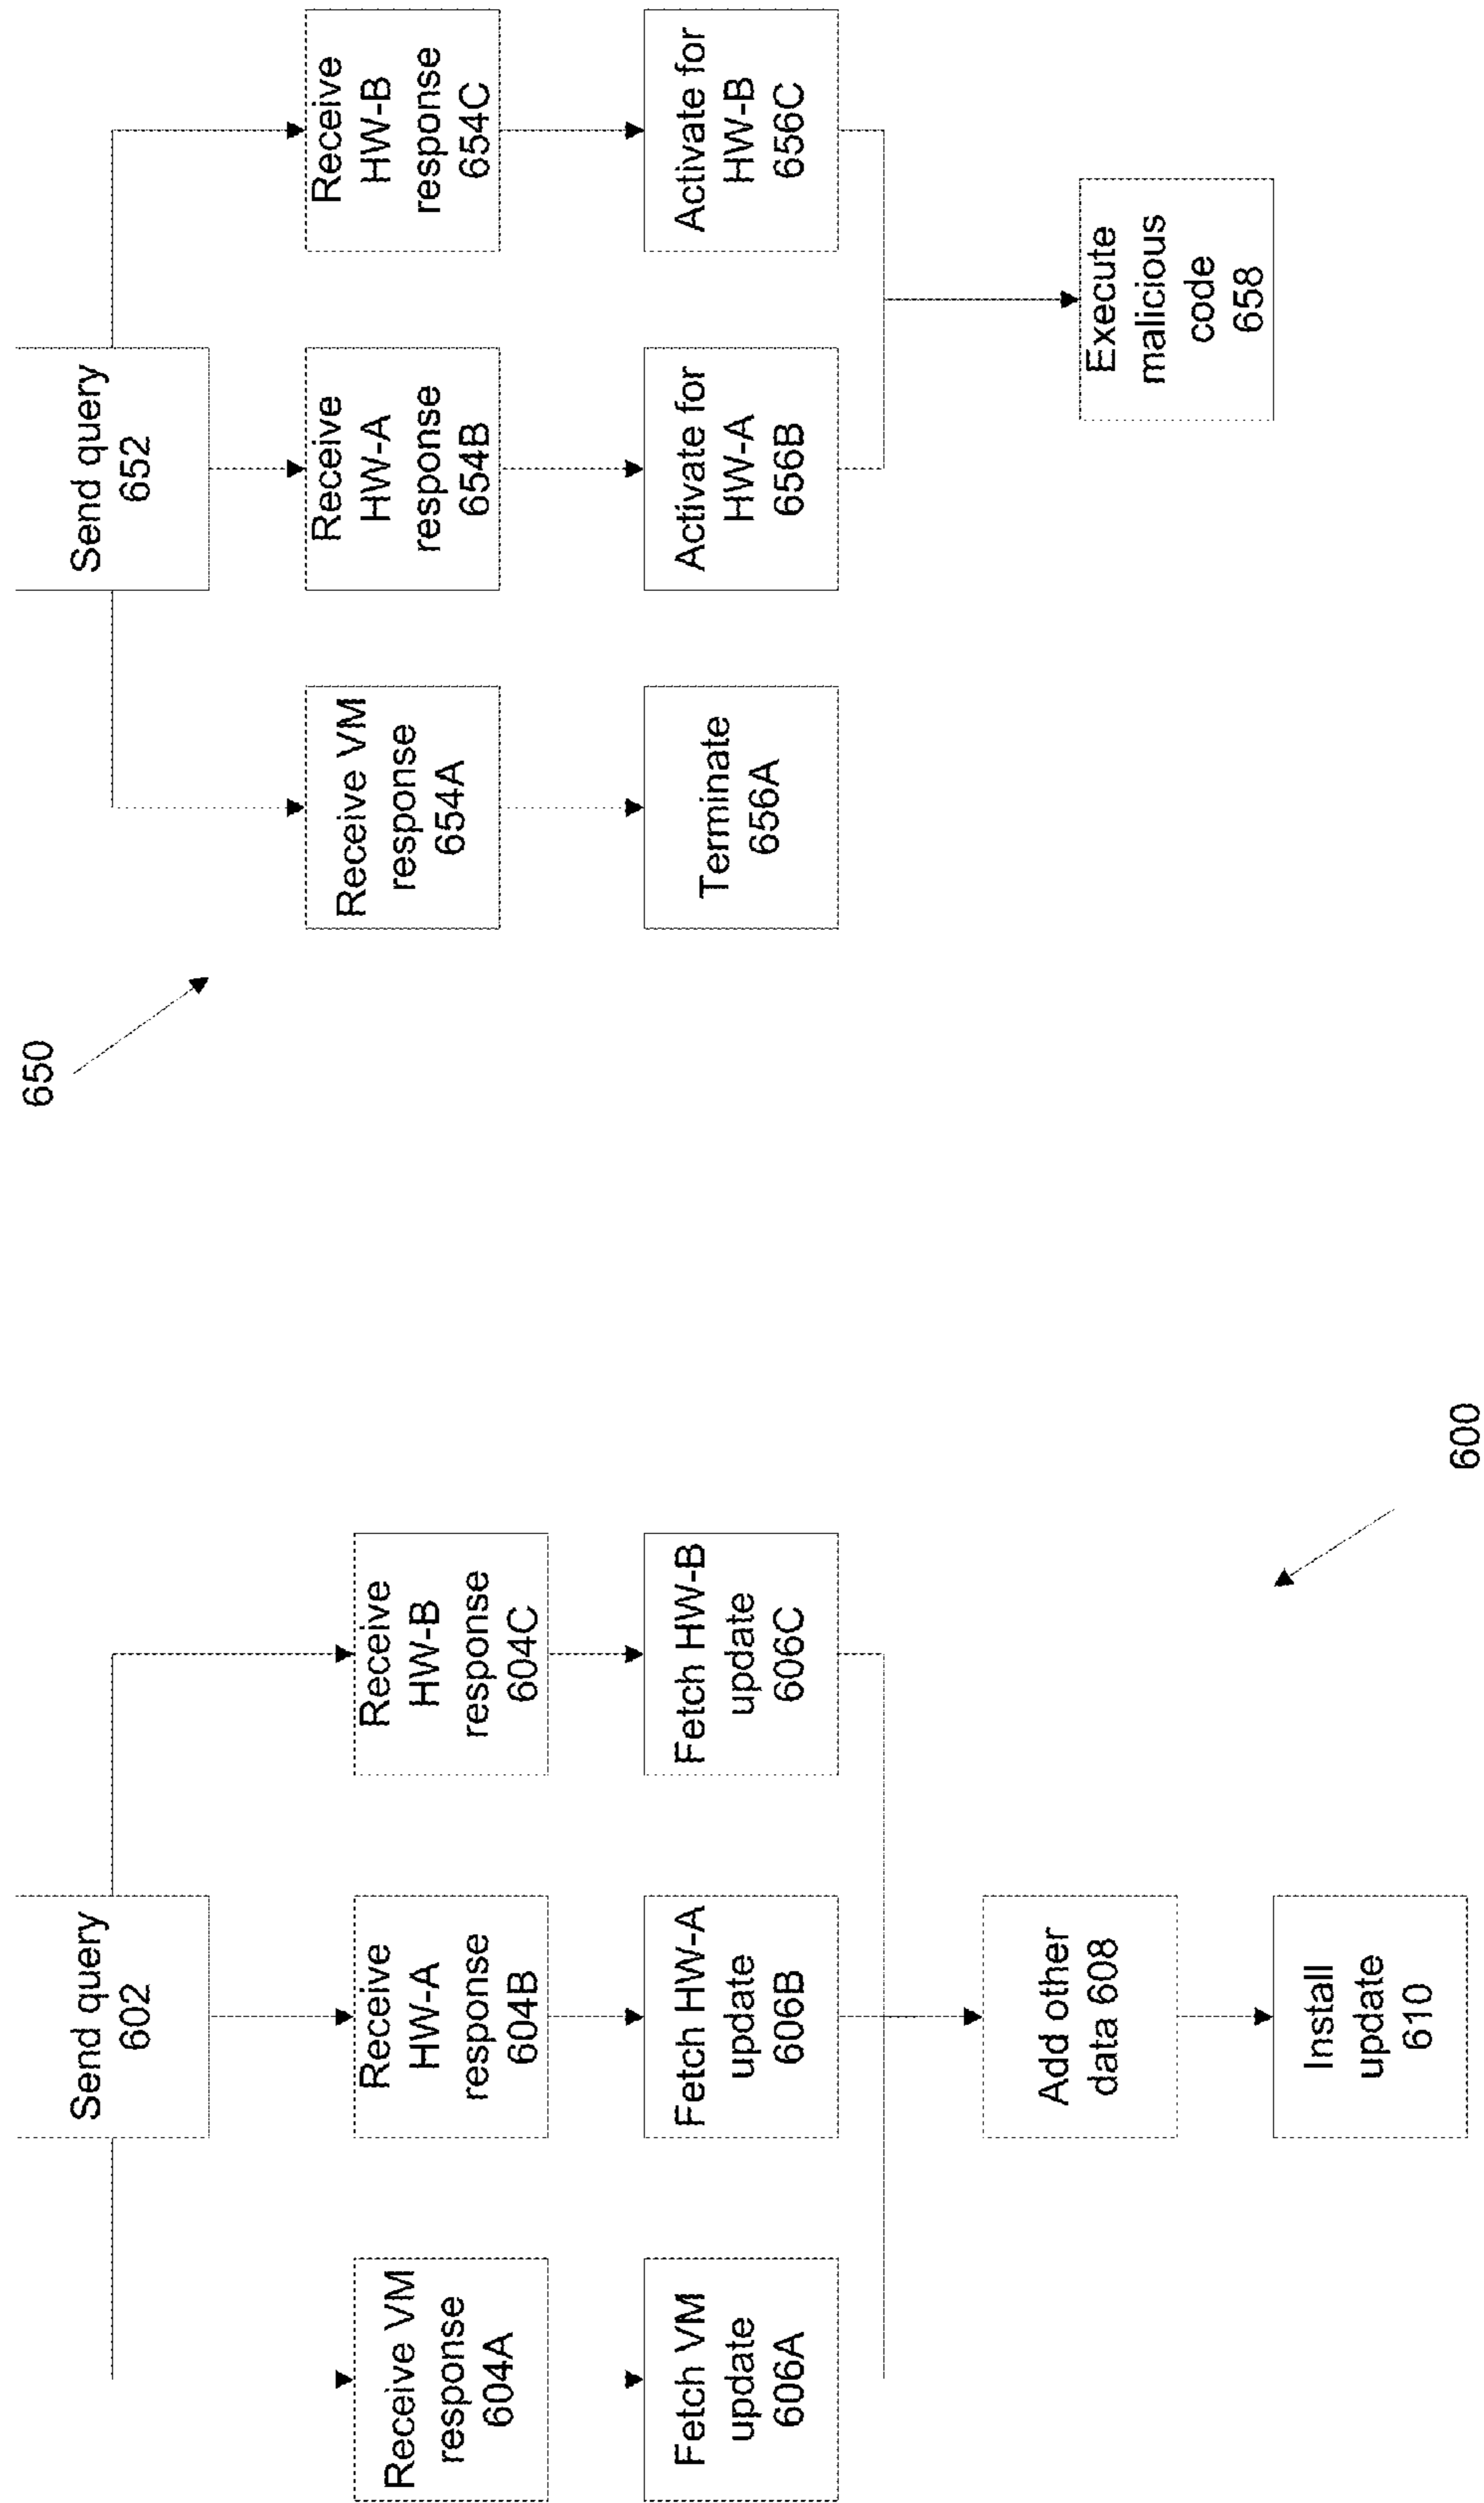 Send query
602
Receive VM
response
604A
Receive
HW-A
response
604B
Receive
HW-B
response
604C
Fetch VM
update
606A
Fetch HW-A
update
606B
Fetch HW-B
update
606C
Add other
data 608
Install
update
610
600
650
Send query
652
Receive VM
response
654A
Receive
HW-A
response
654B
Receive
HW-B
response
654C
Terminate
656A
Activate for
HW-A
656B
Activate for
HW-B
656C
Execute
malicious
code
658